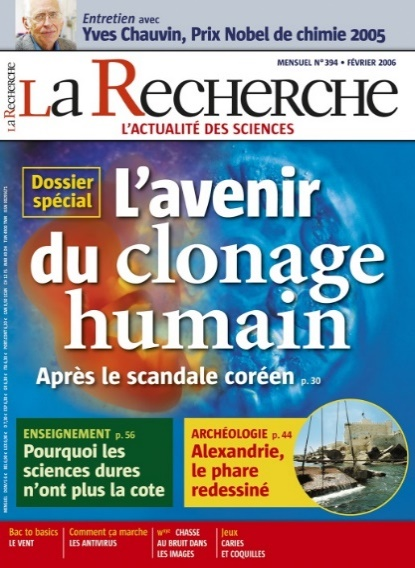 Entretien avec
Yves Chauvin, Prix Nobel de chimie 2005
LA RECHERCHE
MENSUEL N°394 • FÉVRIER 2006
LA RECHERCHE
L'ACTUALITÉ DES SCIENCES
Dossier
spécial
L'avenir
du clonage
humain
Après le scandale coréen p. 30
ENSEIGNEMENT p. 56
Pourquoi les
sciences dures
n'ont plus la cote
ARCHÉOLOGIE p. 44
Alexandrie,
le phare
redessiné
Bac to basics
LE VENT
Comment ça marche
LES ANTIVIRUS
CHASSE
AU BRUIT DANS
LES IMAGES
Jeux
CARIES
ET COQUILLES